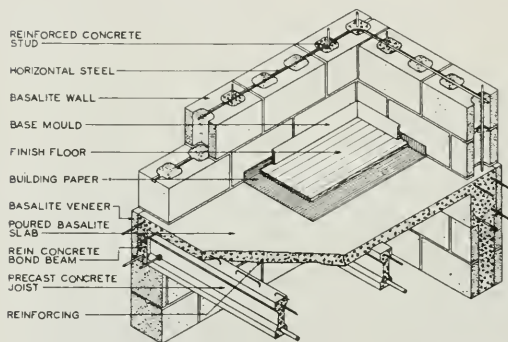 REINFORCED CONCRETE
STUD
HORIZONTAL STEEL
BASALITE WALL
BASE MOULD
FINISH FLOOR
BUILDING PAPER
BASALITE VENEER
POURED BASALITE
SLAB
REIN CONCRETE
BOND BEAM
PRECAST CONCRETE
JOIST
REINFORCING